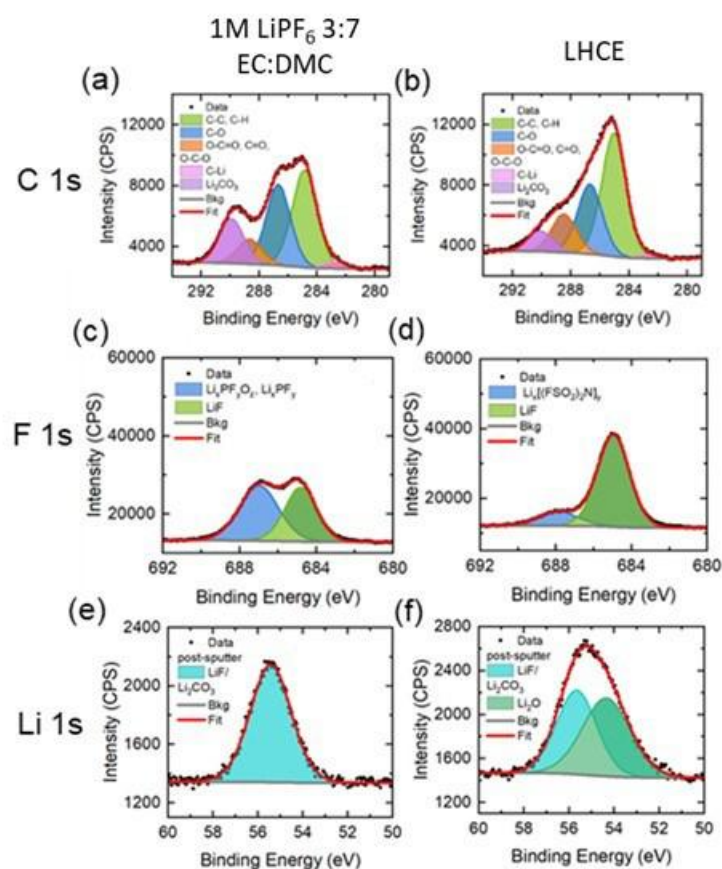 1M LiPF₆ 3:7
EC:DMC
LHCE
(a)
Intensity (CPS)
12000
8000
4000
Data
C-C, C-H
C-O
O-C=O, C=O,
O-C-O
C-Li
Li₂CO₃
Bkg
Fit
292 288 284 280
Binding Energy (eV)
(b)
Intensity (CPS)
12000
8000
4000
Data
C-C, C-H
C-O
O-C=O, C=O,
O-C-O
C-Li
Li₂CO₃
Bkg
Fit
292 288 284 280
Binding Energy (eV)
C 1s
(c)
Intensity (CPS)
60000
40000
20000
Data
LiₓPFᵧO_z, LiₓPFᵧ
LiF
Bkg
Fit
692 688 684 680
Binding Energy (eV)
(d)
Intensity (CPS)
60000
40000
20000
Data
Liₓ[(FSO₂)₂N]ᵧ
LiF
Bkg
Fit
692 688 684 680
Binding Energy (eV)
F 1s
(e)
Intensity (CPS)
2400
2100
1800
1500
1200
Data
post-sputter
LiF/
Li₂CO₃
Bkg
Fit
60 58 56 54 52 50
Binding Energy (eV)
(f)
Intensity (CPS)
2800
2400
2000
1600
1200
Data
post-sputter
LiF/
Li₂CO₃
Li₂O
Bkg
Fit
60 58 56 54 52 50
Binding Energy (eV)
Li 1s